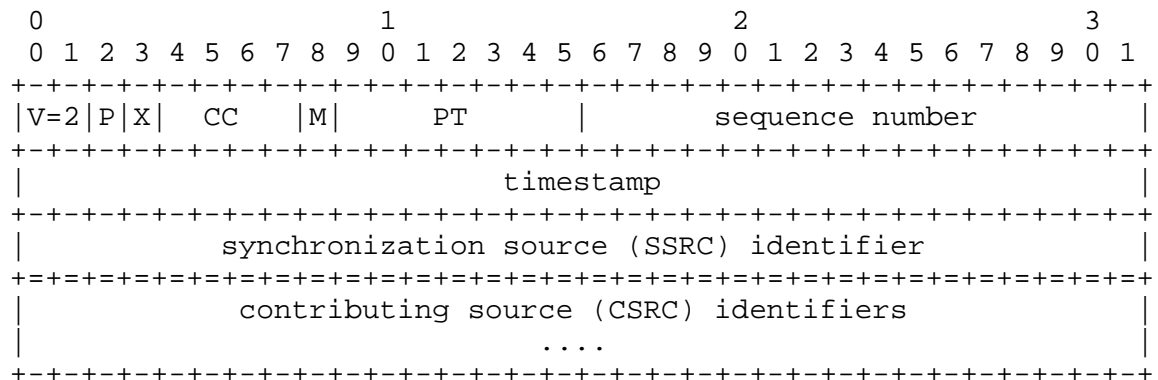 0                   1                   2                   3
 0 1 2 3 4 5 6 7 8 9 0 1 2 3 4 5 6 7 8 9 0 1 2 3 4 5 6 7 8 9 0 1
+-+-+-+-+-+-+-+-+-+-+-+-+-+-+-+-+-+-+-+-+-+-+-+-+-+-+-+-+-+-+-+-+
|V=2|P|X|  CC   |M|     PT      |       sequence number         |
+-+-+-+-+-+-+-+-+-+-+-+-+-+-+-+-+-+-+-+-+-+-+-+-+-+-+-+-+-+-+-+-+
|                           timestamp                           |
+-+-+-+-+-+-+-+-+-+-+-+-+-+-+-+-+-+-+-+-+-+-+-+-+-+-+-+-+-+-+-+-+
|           synchronization source (SSRC) identifier            |
+=+=+=+=+=+=+=+=+=+=+=+=+=+=+=+=+=+=+=+=+=+=+=+=+=+=+=+=+=+=+=+=+
|            contributing source (CSRC) identifiers             |
|                             ....                              |
+-+-+-+-+-+-+-+-+-+-+-+-+-+-+-+-+-+-+-+-+-+-+-+-+-+-+-+-+-+-+-+-+